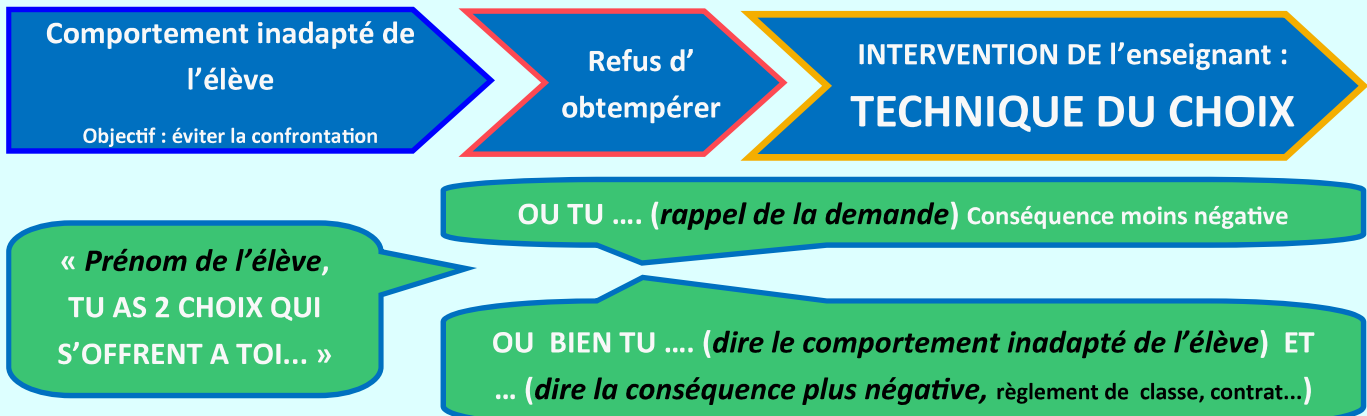 Comportement inadapté de
l’élève
Objectif : éviter la confrontation
Refus d’
obtempérer
INTERVENTION DE l’enseignant :
TECHNIQUE DU CHOIX
« Prénom de l’élève,
TU AS 2 CHOIX QUI
S’OFFRENT A TOI... »
OU TU .... (rappel de la demande) Conséquence moins négative
OU BIEN TU .... (dire le comportement inadapté de l’élève) ET
... (dire la conséquence plus négative, règlement de classe, contrat...)